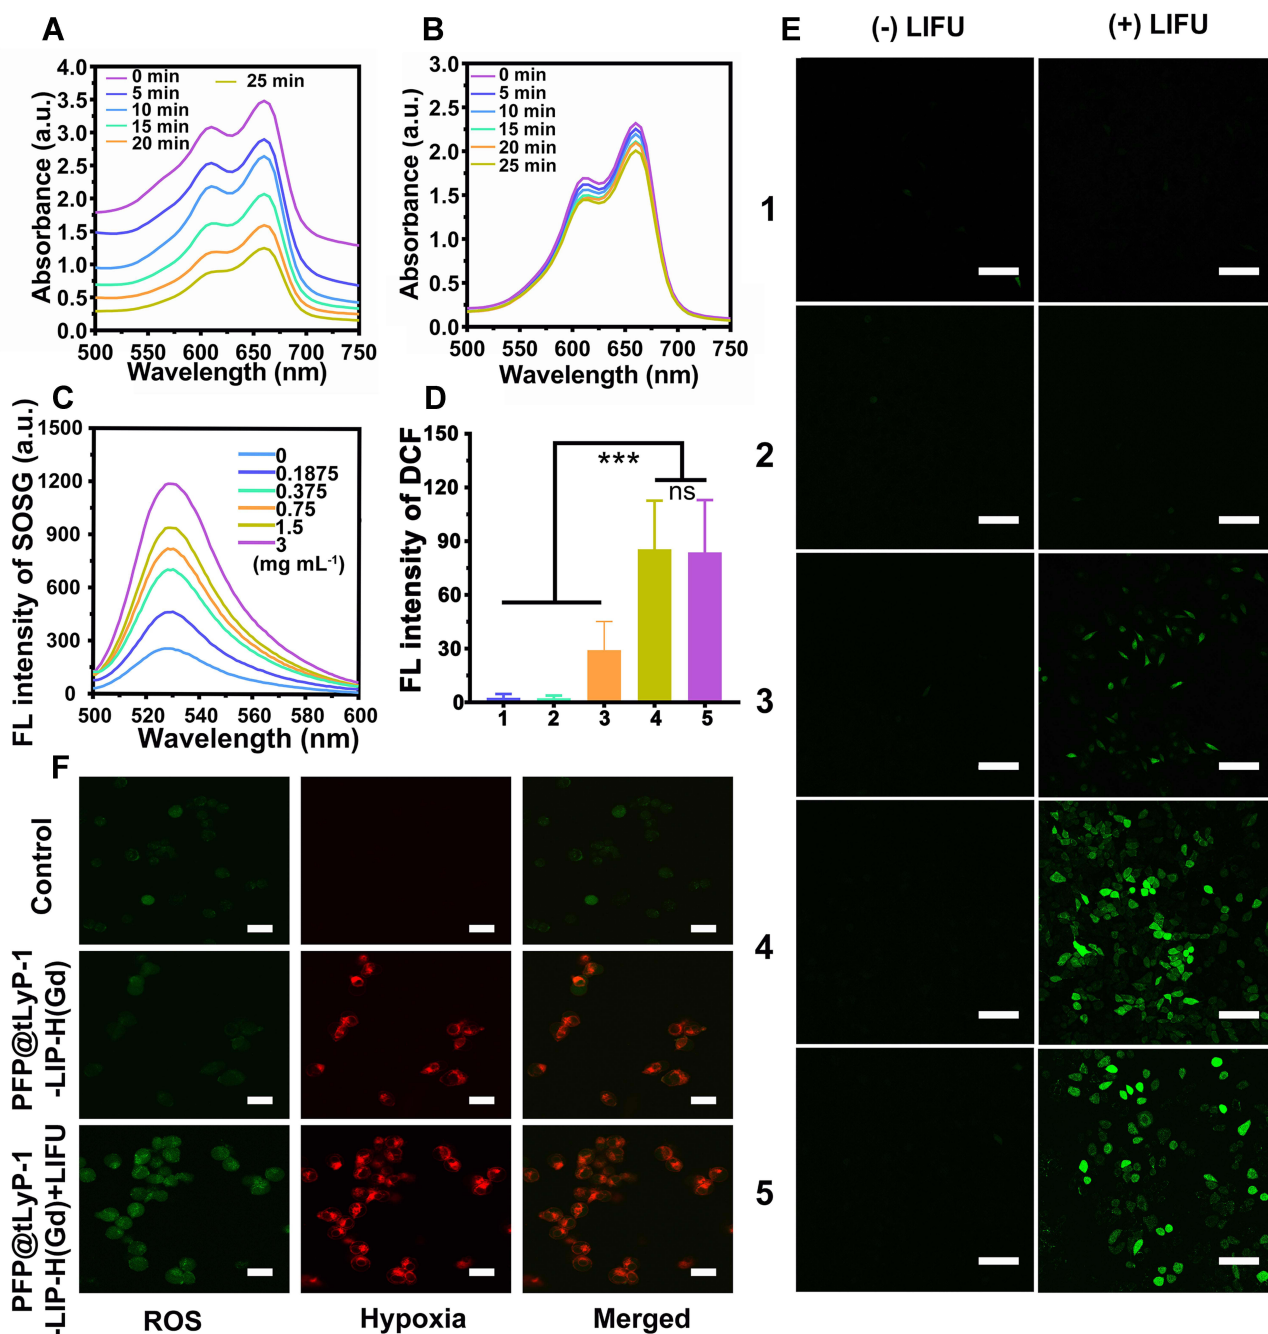 A
4.0
3.5
3.0
2.5
2.0
1.5
1.0
0.5
0.0
Absorbance (a.u.)
0 min
5 min
10 min
15 min
20 min
25 min
500 550 600 650 700 750
Wavelength (nm)
B
3.0
2.5
2.0
1.5
1.0
0.5
0.0
Absorbance (a.u.)
0 min
5 min
10 min
15 min
20 min
25 min
500 550 600 650 700 750
Wavelength (nm)
C
1500
1200
900
600
300
0
FL intensity of SOSG (a.u.)
0
0.1875
0.375
0.75
1.5
3
(mg mL⁻¹)
500 520 540 560 580 600
Wavelength (nm)
D
150
120
90
60
30
0
FL intensity of DCF
***
ns
1 2 3 4 5
E
(-) LIFU
(+) LIFU
1
2
3
4
5
F
Control
PFP@tLyP-1
-LIP-H(Gd)
PFP@tLyP-1
-LIP-H(Gd)+LIFU
ROS
Hypoxia
Merged